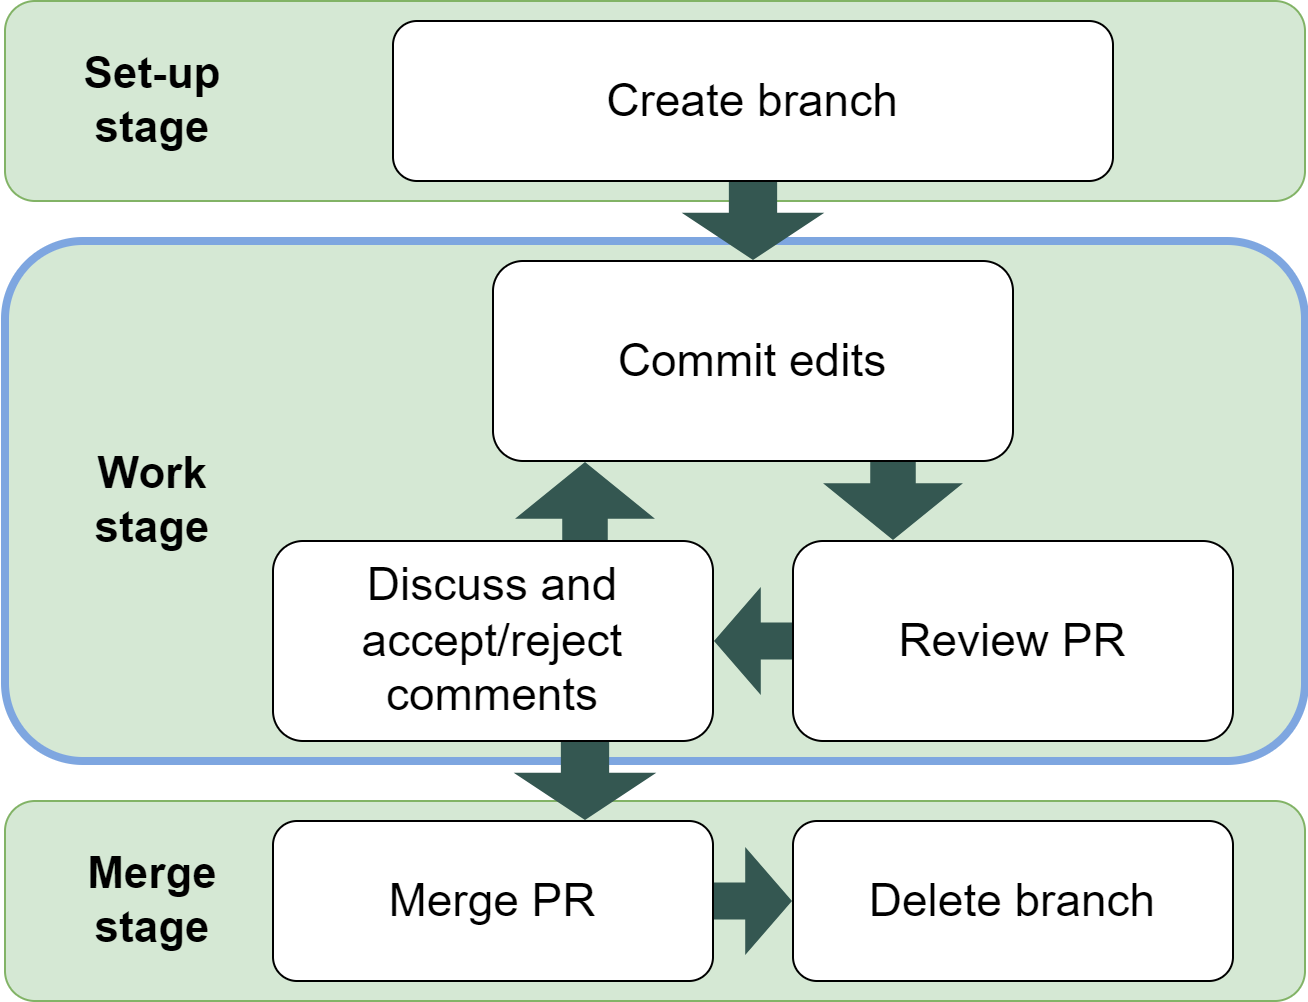 Set-up
stage
Create branch
Commit edits
Work
stage
Discuss and
accept/reject
comments
Review PR
Merge
stage
Merge PR
Delete branch